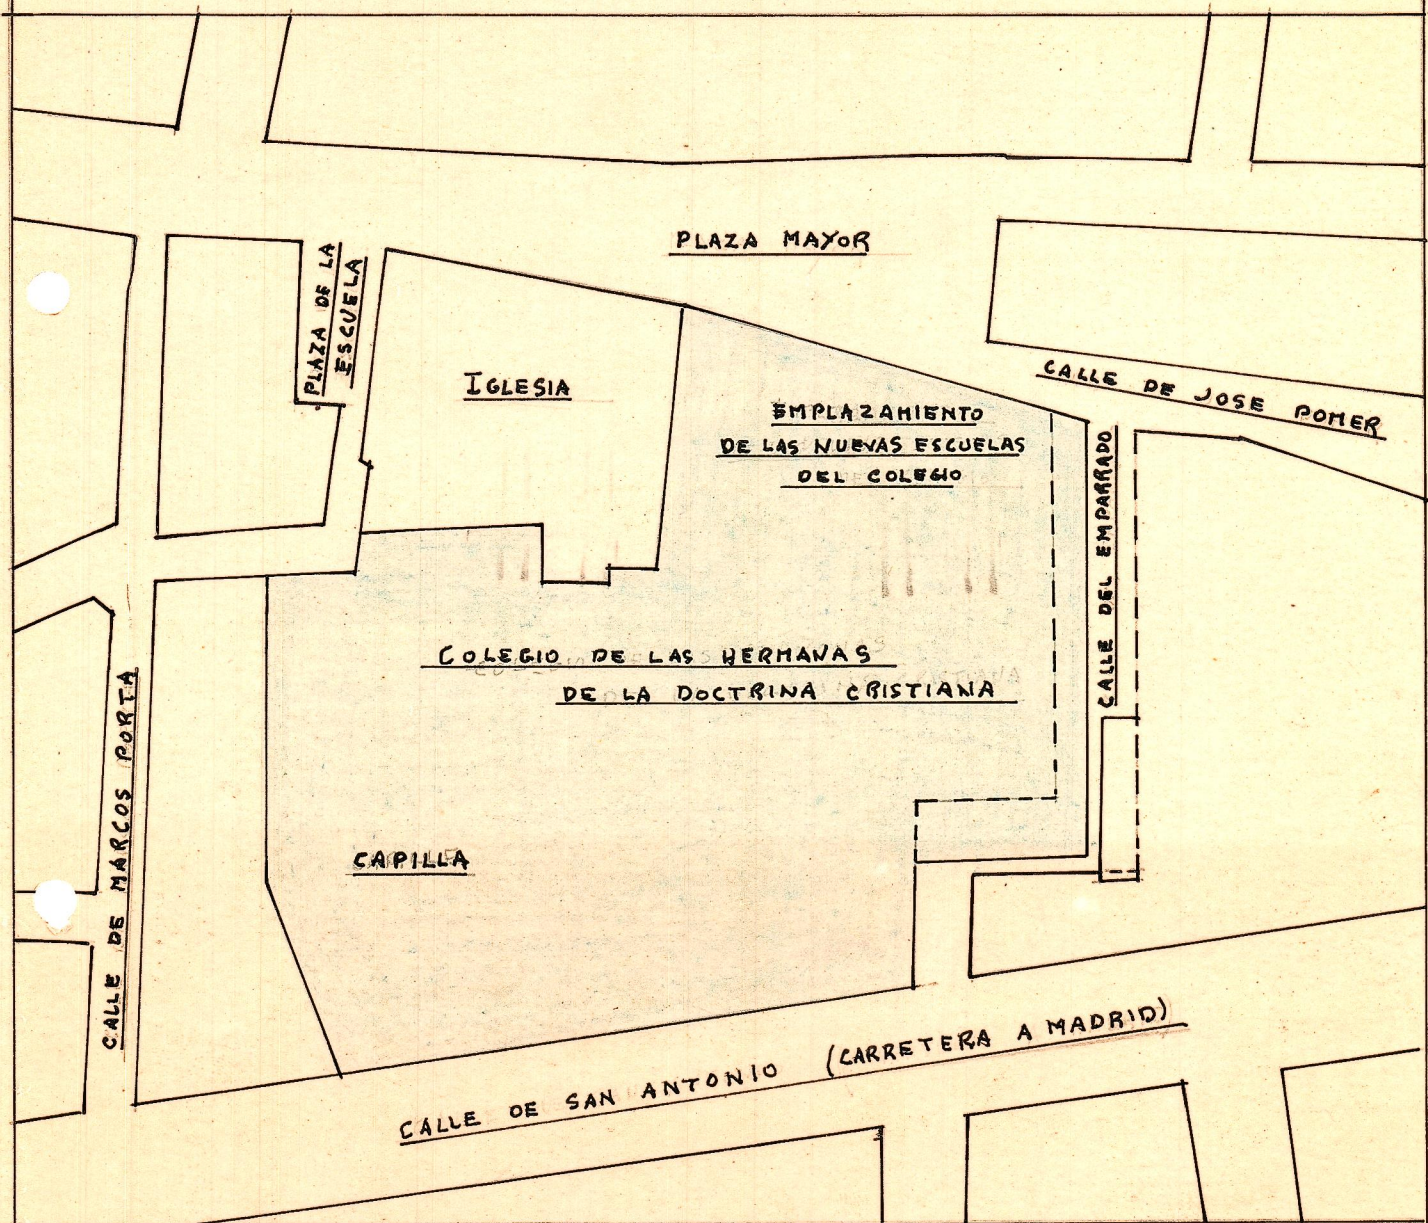 PLAZA MAYOR
PLAZA DE LA
ESCUELA
IGLESIA
CALLE DE JOSE POMER
EMPLAZAMIENTO
DE LAS NUEVAS ESCUELAS
DEL COLEGIO
CALLE DEL EMPARRADO
COLEGIO DE LAS HERMANAS
DE LA DOCTRINA CRISTIANA
CALLE DE MARCOS PORTA
CAPILLA
CALLE DE SAN ANTONIO (CARRETERA A MADRID)